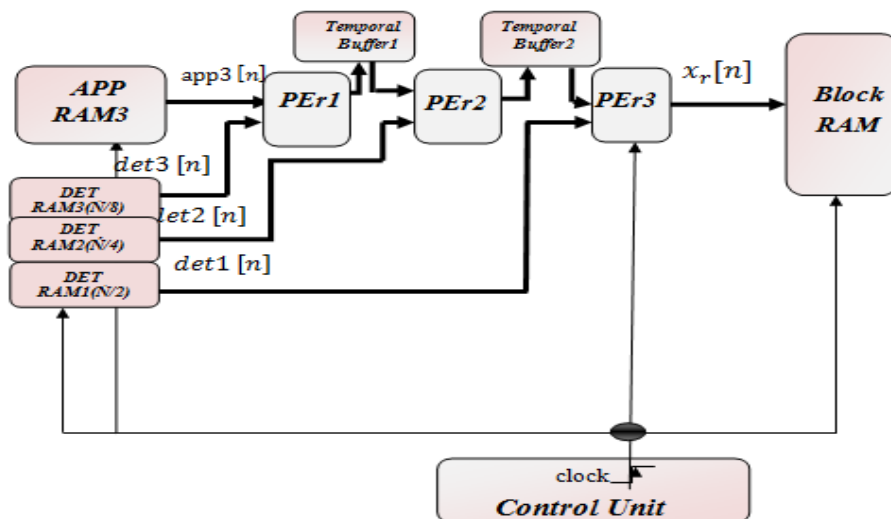 Temporal
Buffer1
Temporal
Buffer2
APP
RAM3
app3 [n]
PEr1
PEr2
PEr3
x_r[n]
Block
RAM
det3 [n]
DET
RAM3(N/8)
let2 [n]
DET
RAM2(N/4)
det1 [n]
DET
RAM1(N/2)
clock
Control Unit